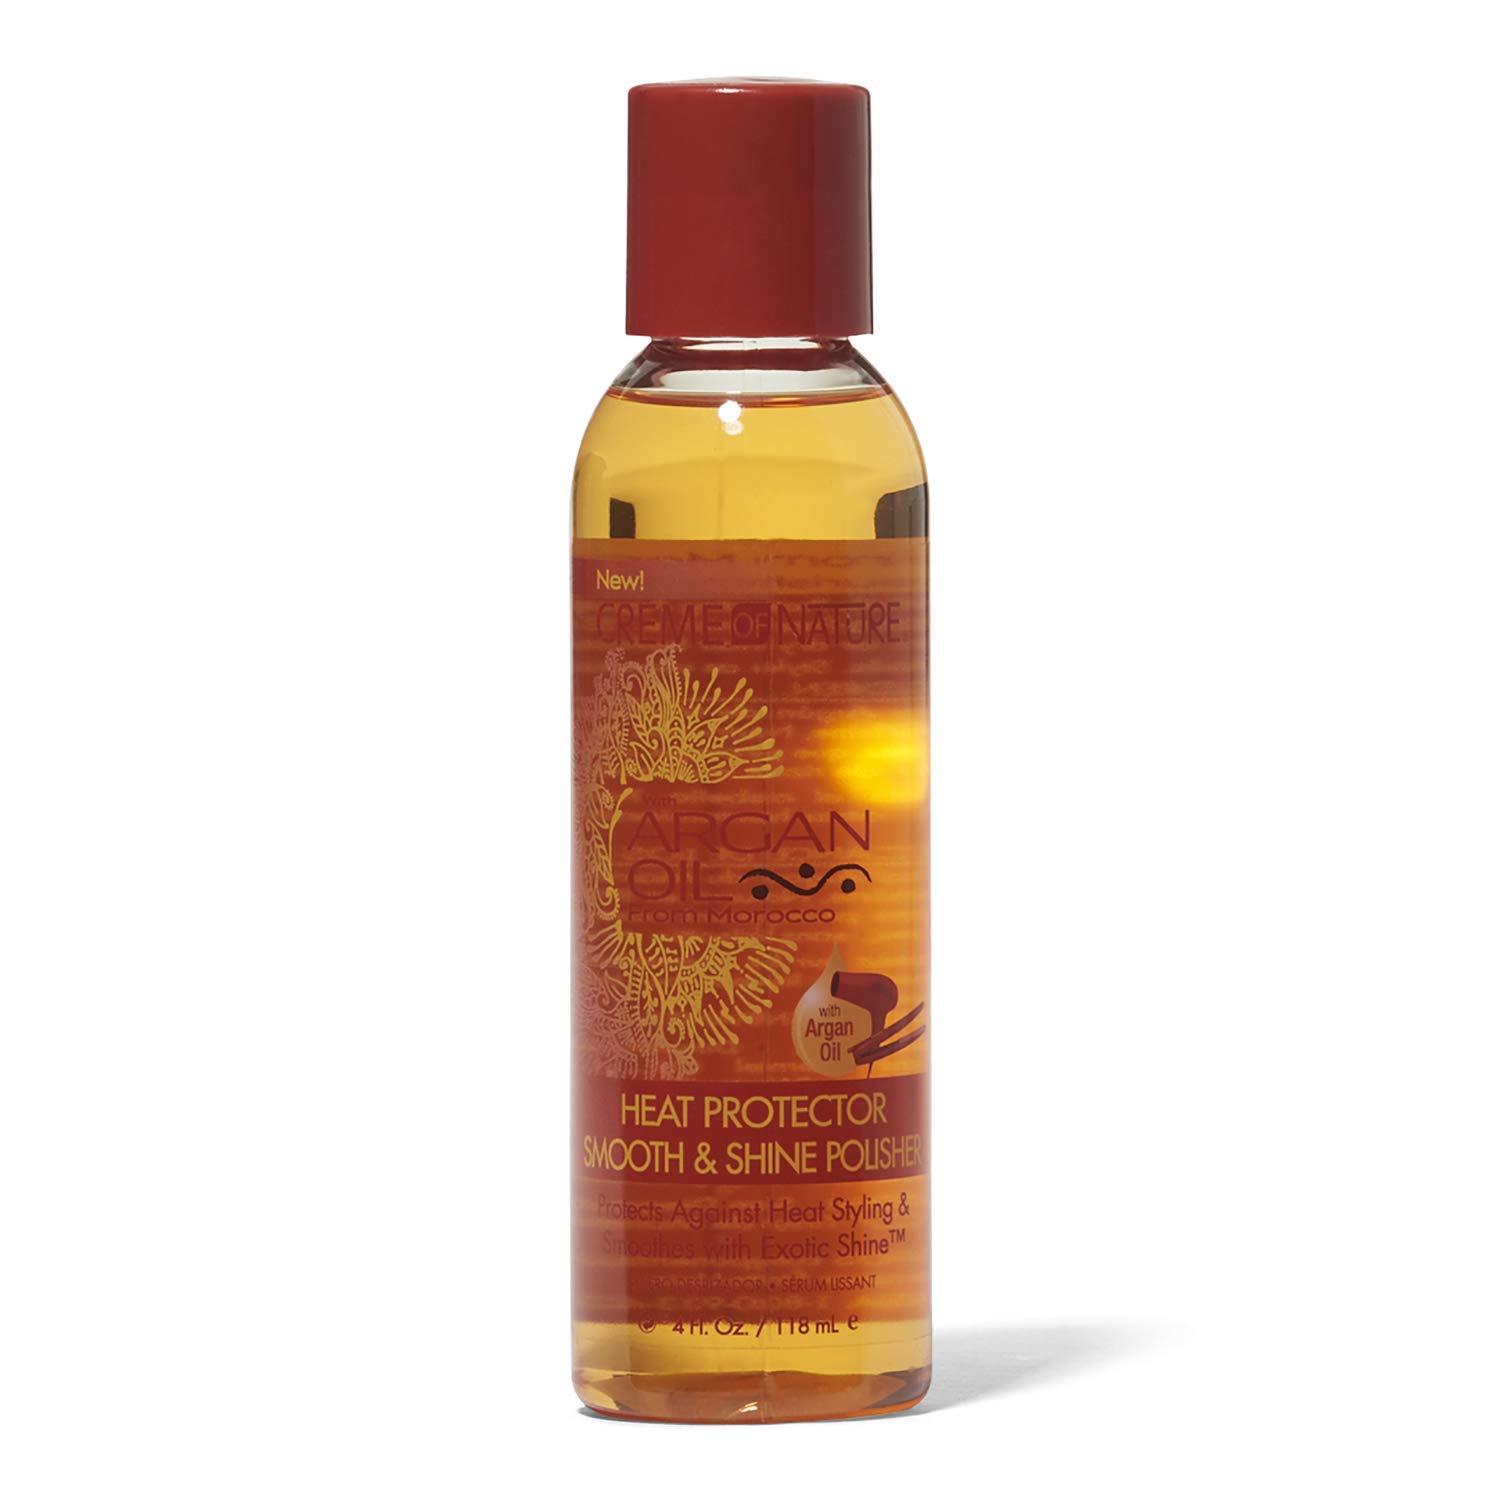 New!
CREME OF NATURE
With
ARGAN
OIL
From Morocco
with
Argan
Oil
HEAT PROTECTOR
SMOOTH & SHINE POLISHER
Protects Against Heat Styling &
Smoothes with Exotic Shine™
• SÉRUM LISSANT
4 Fl. Oz. / 118 mL e